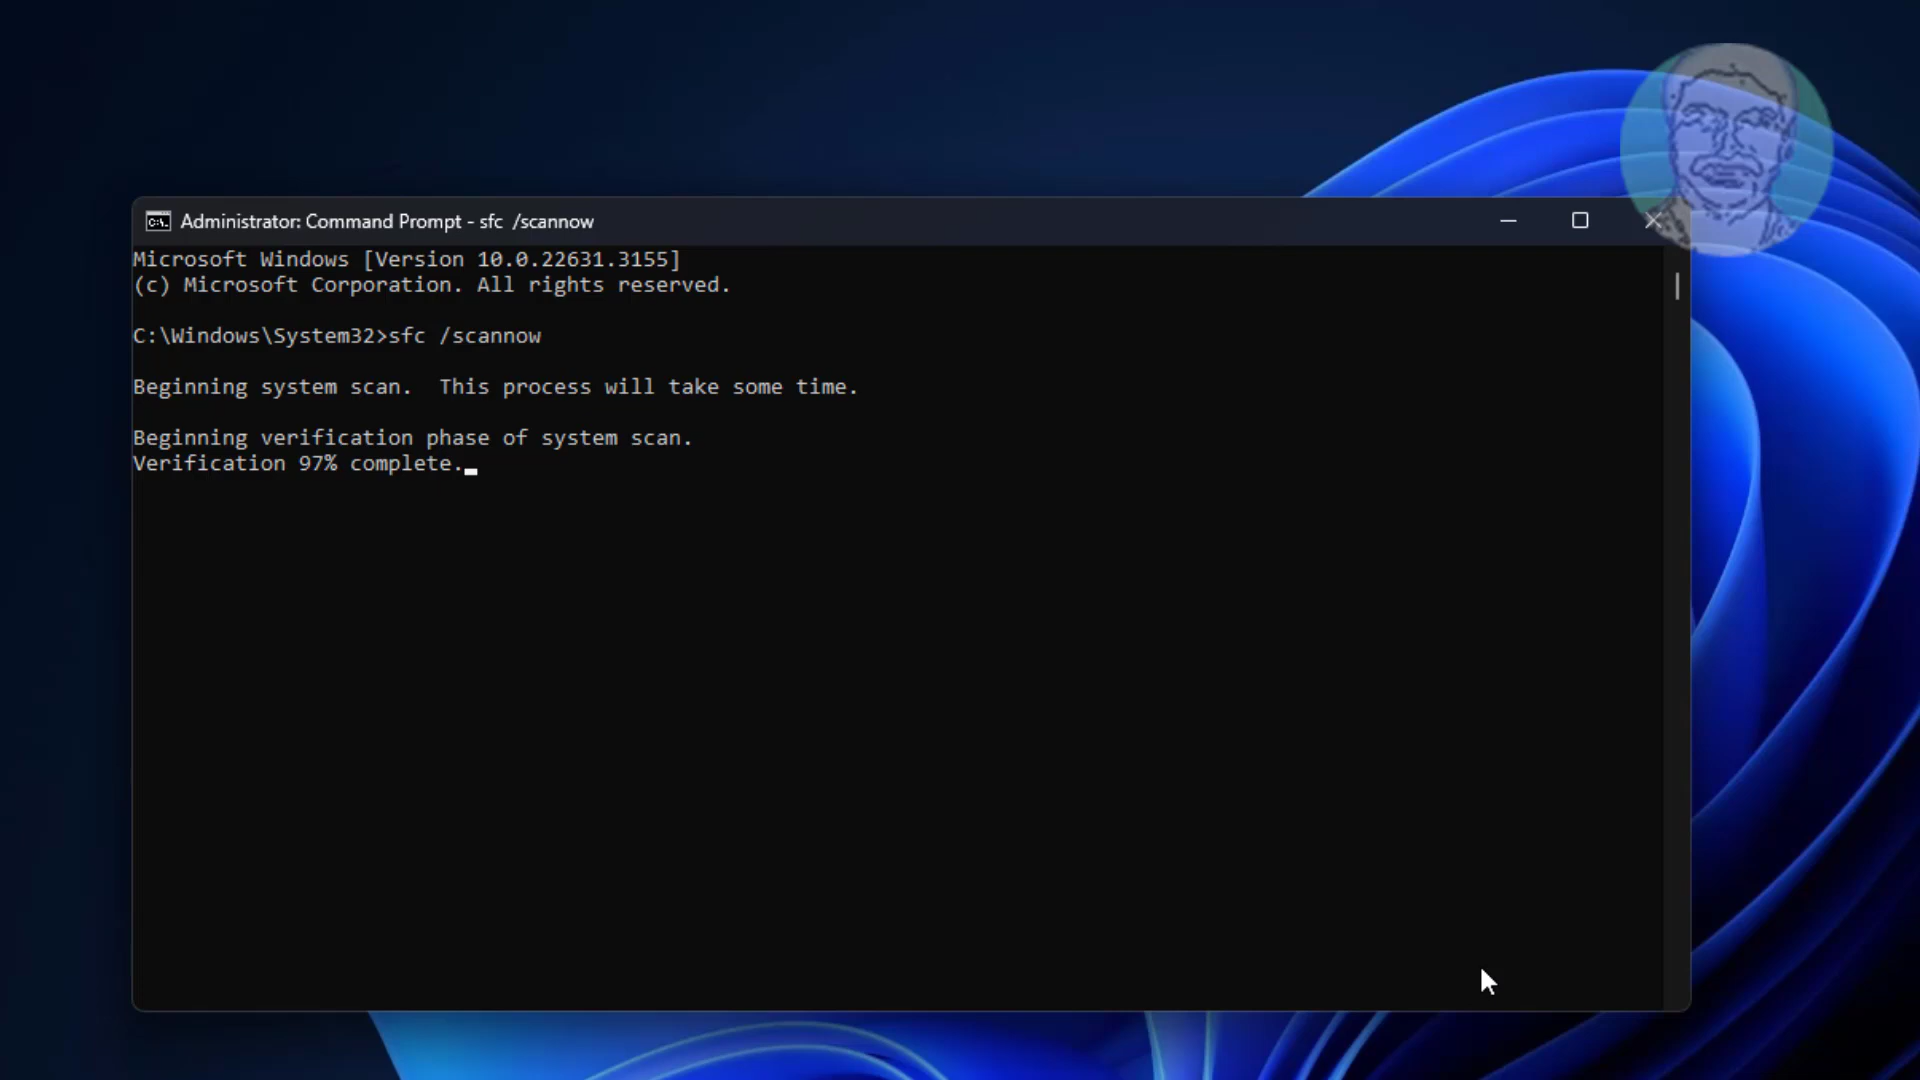 Administrator: Command Prompt - sfc  /scannow
Microsoft Windows [Version 10.0.22631.3155]
(c) Microsoft Corporation. All rights reserved.
C:\Windows\System32>sfc /scannow
Beginning system scan.  This process will take some time.
Beginning verification phase of system scan.
Verification 97% complete.